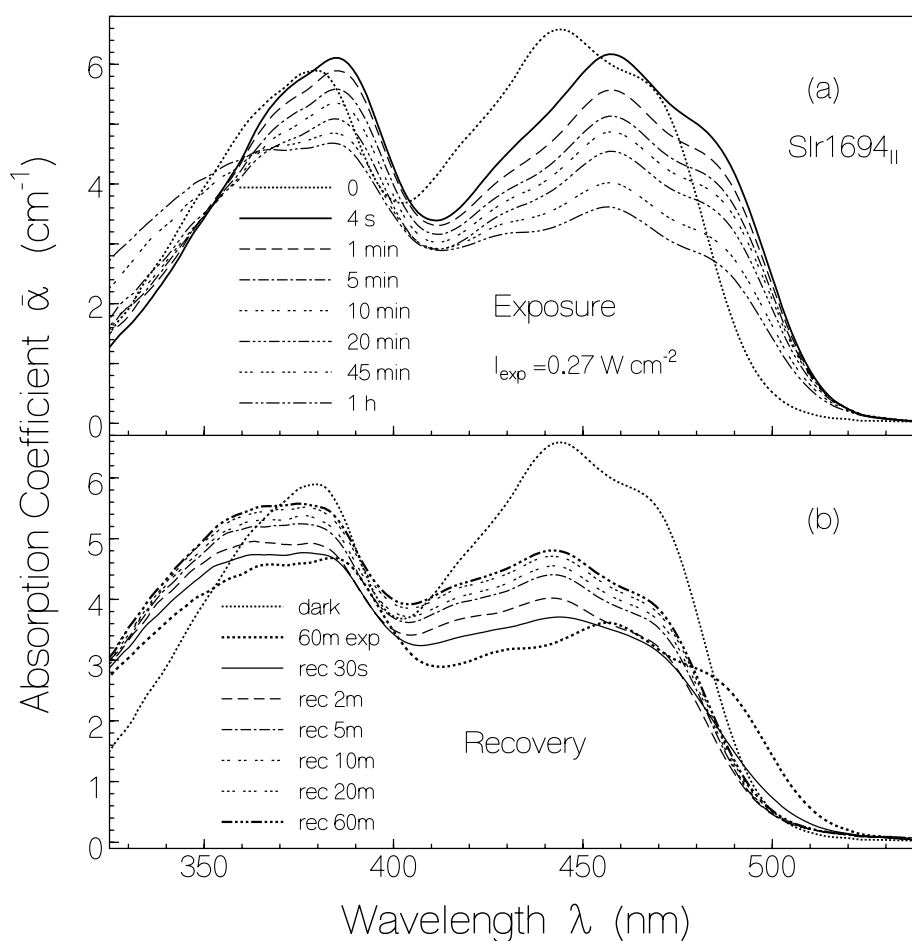 Absorption Coefficient ᾱ (cm⁻¹)
6
4
2
0
(a)
Slr1694II
0
4 s
1 min
5 min
10 min
20 min
45 min
1 h
Exposure
Iexp =0.27 W cm⁻²
6
5
4
3
2
1
0
(b)
dark
60m exp
rec 30s
rec 2m
rec 5m
rec 10m
rec 20m
rec 60m
Recovery
350 400 450 500
Wavelength λ (nm)